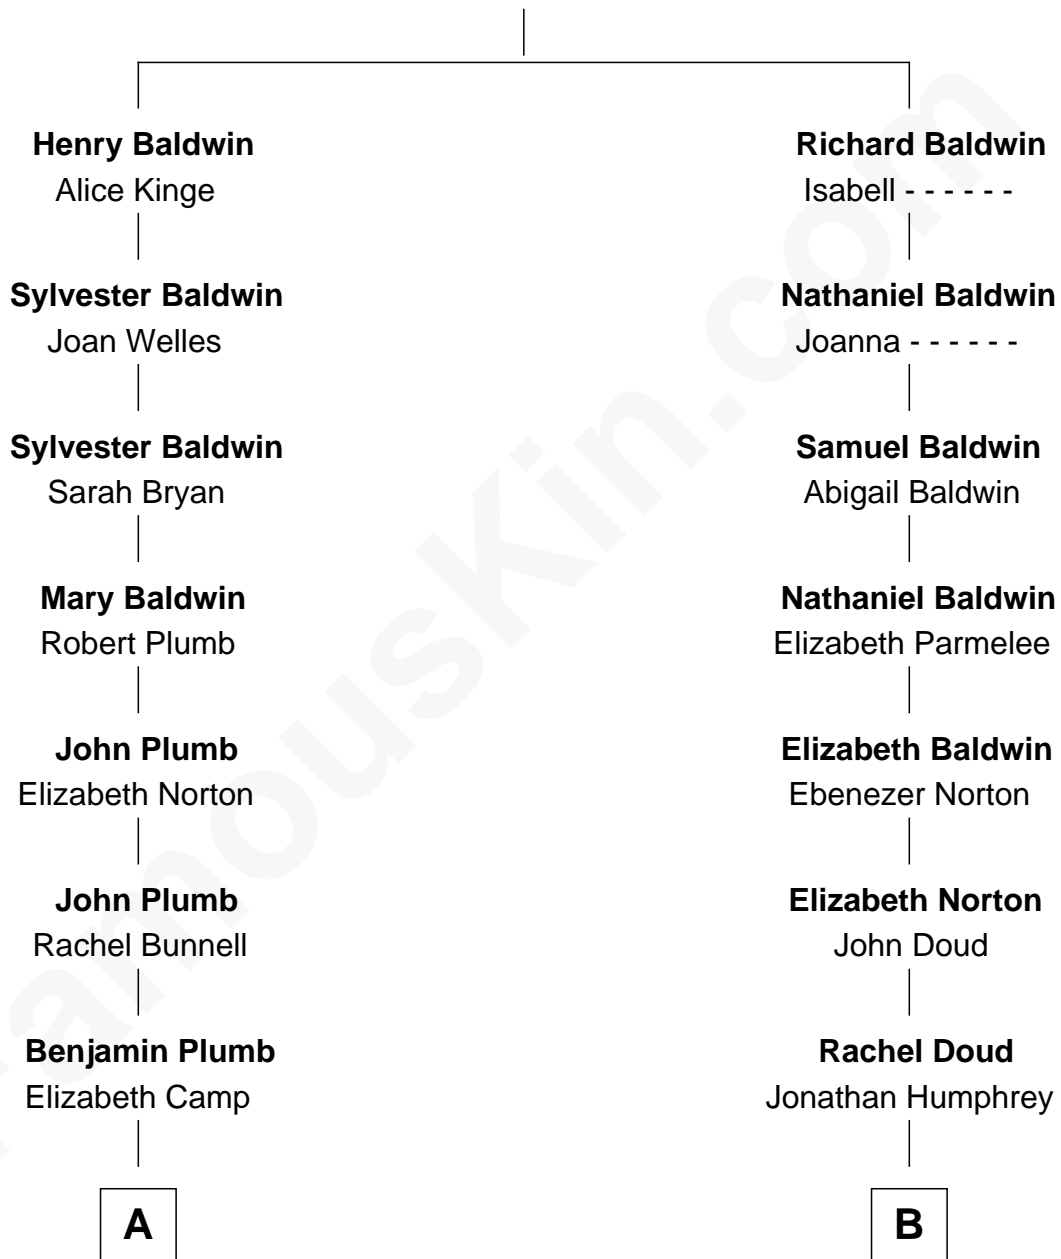 Henry Baldwin
Alice Kinge
Sylvester Baldwin
Joan Welles
Sylvester Baldwin
Sarah Bryan
Mary Baldwin
Robert Plumb
John Plumb
Elizabeth Norton
John Plumb
Rachel Bunnell
Benjamin Plumb
Elizabeth Camp
A
Richard Baldwin
Isabell - - - - - -
Nathaniel Baldwin
Joanna - - - - - -
Samuel Baldwin
Abigail Baldwin
Nathaniel Baldwin
Elizabeth Parmelee
Elizabeth Baldwin
Ebenezer Norton
Elizabeth Norton
John Doud
Rachel Doud
Jonathan Humphrey
B
FamousKin.com